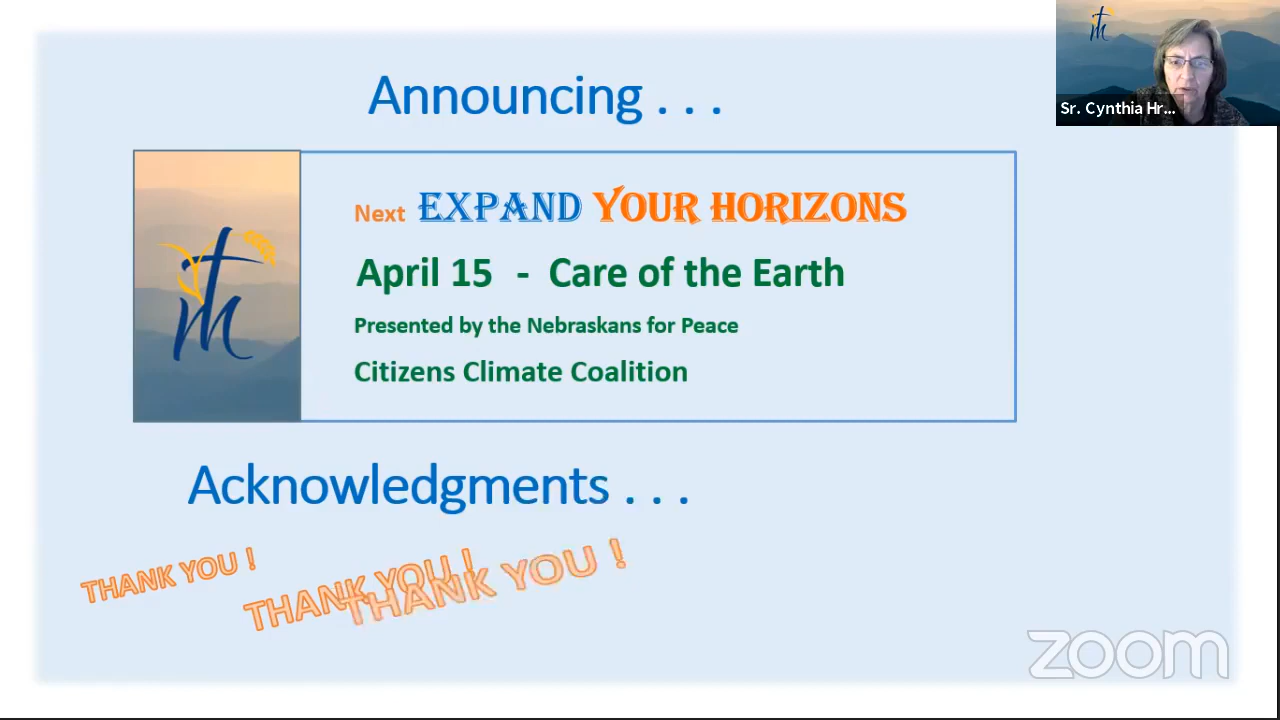 Announcing . . .
Sr. Cynthia Hr...
Next EXPAND YOUR HORIZONS
April 15 - Care of the Earth
Presented by the Nebraskans for Peace
Citizens Climate Coalition
Acknowledgments . . .
THANK YOU !
THANK YOU !
THANK YOU !
zoom